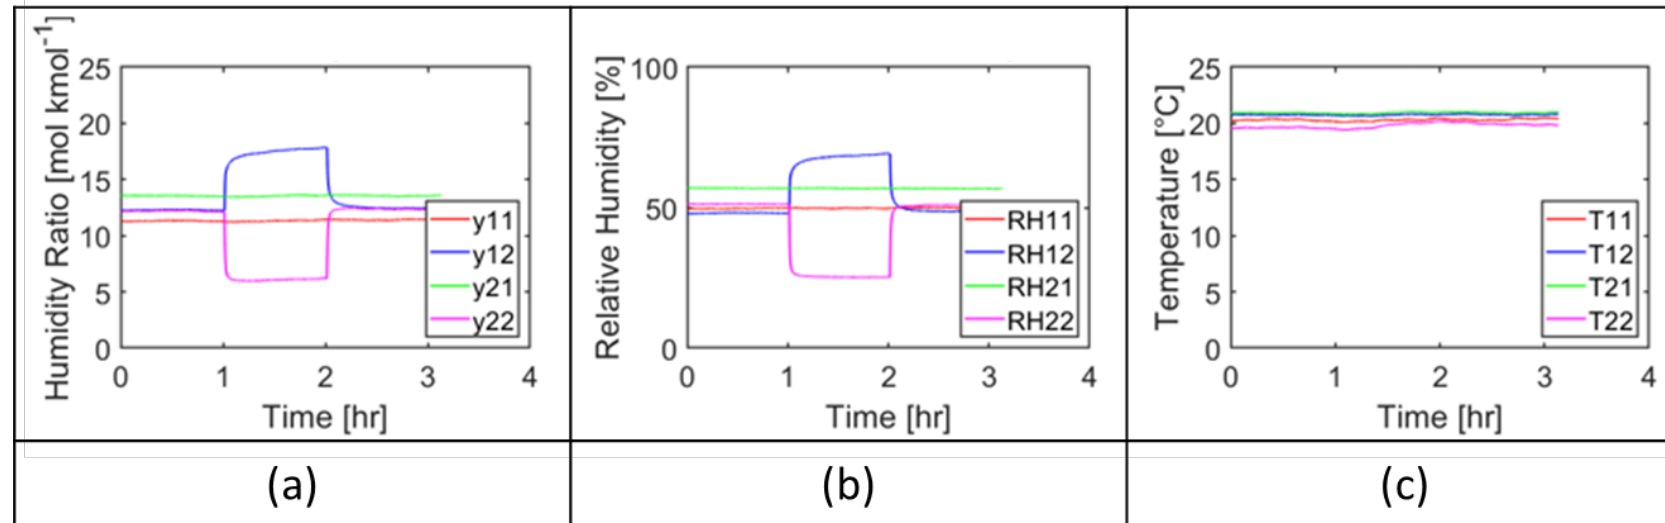 Humidity Ratio [mol kmol-1]
25
20
15
10
5
0
0 1 2 3 4
Time [hr]
y11
y12
y21
y22
Relative Humidity [%]
100
50
0
0 1 2 3 4
Time [hr]
RH11
RH12
RH21
RH22
Temperature [°C]
25
20
15
10
5
0
0 1 2 3 4
Time [hr]
T11
T12
T21
T22
(a) (b) (c)